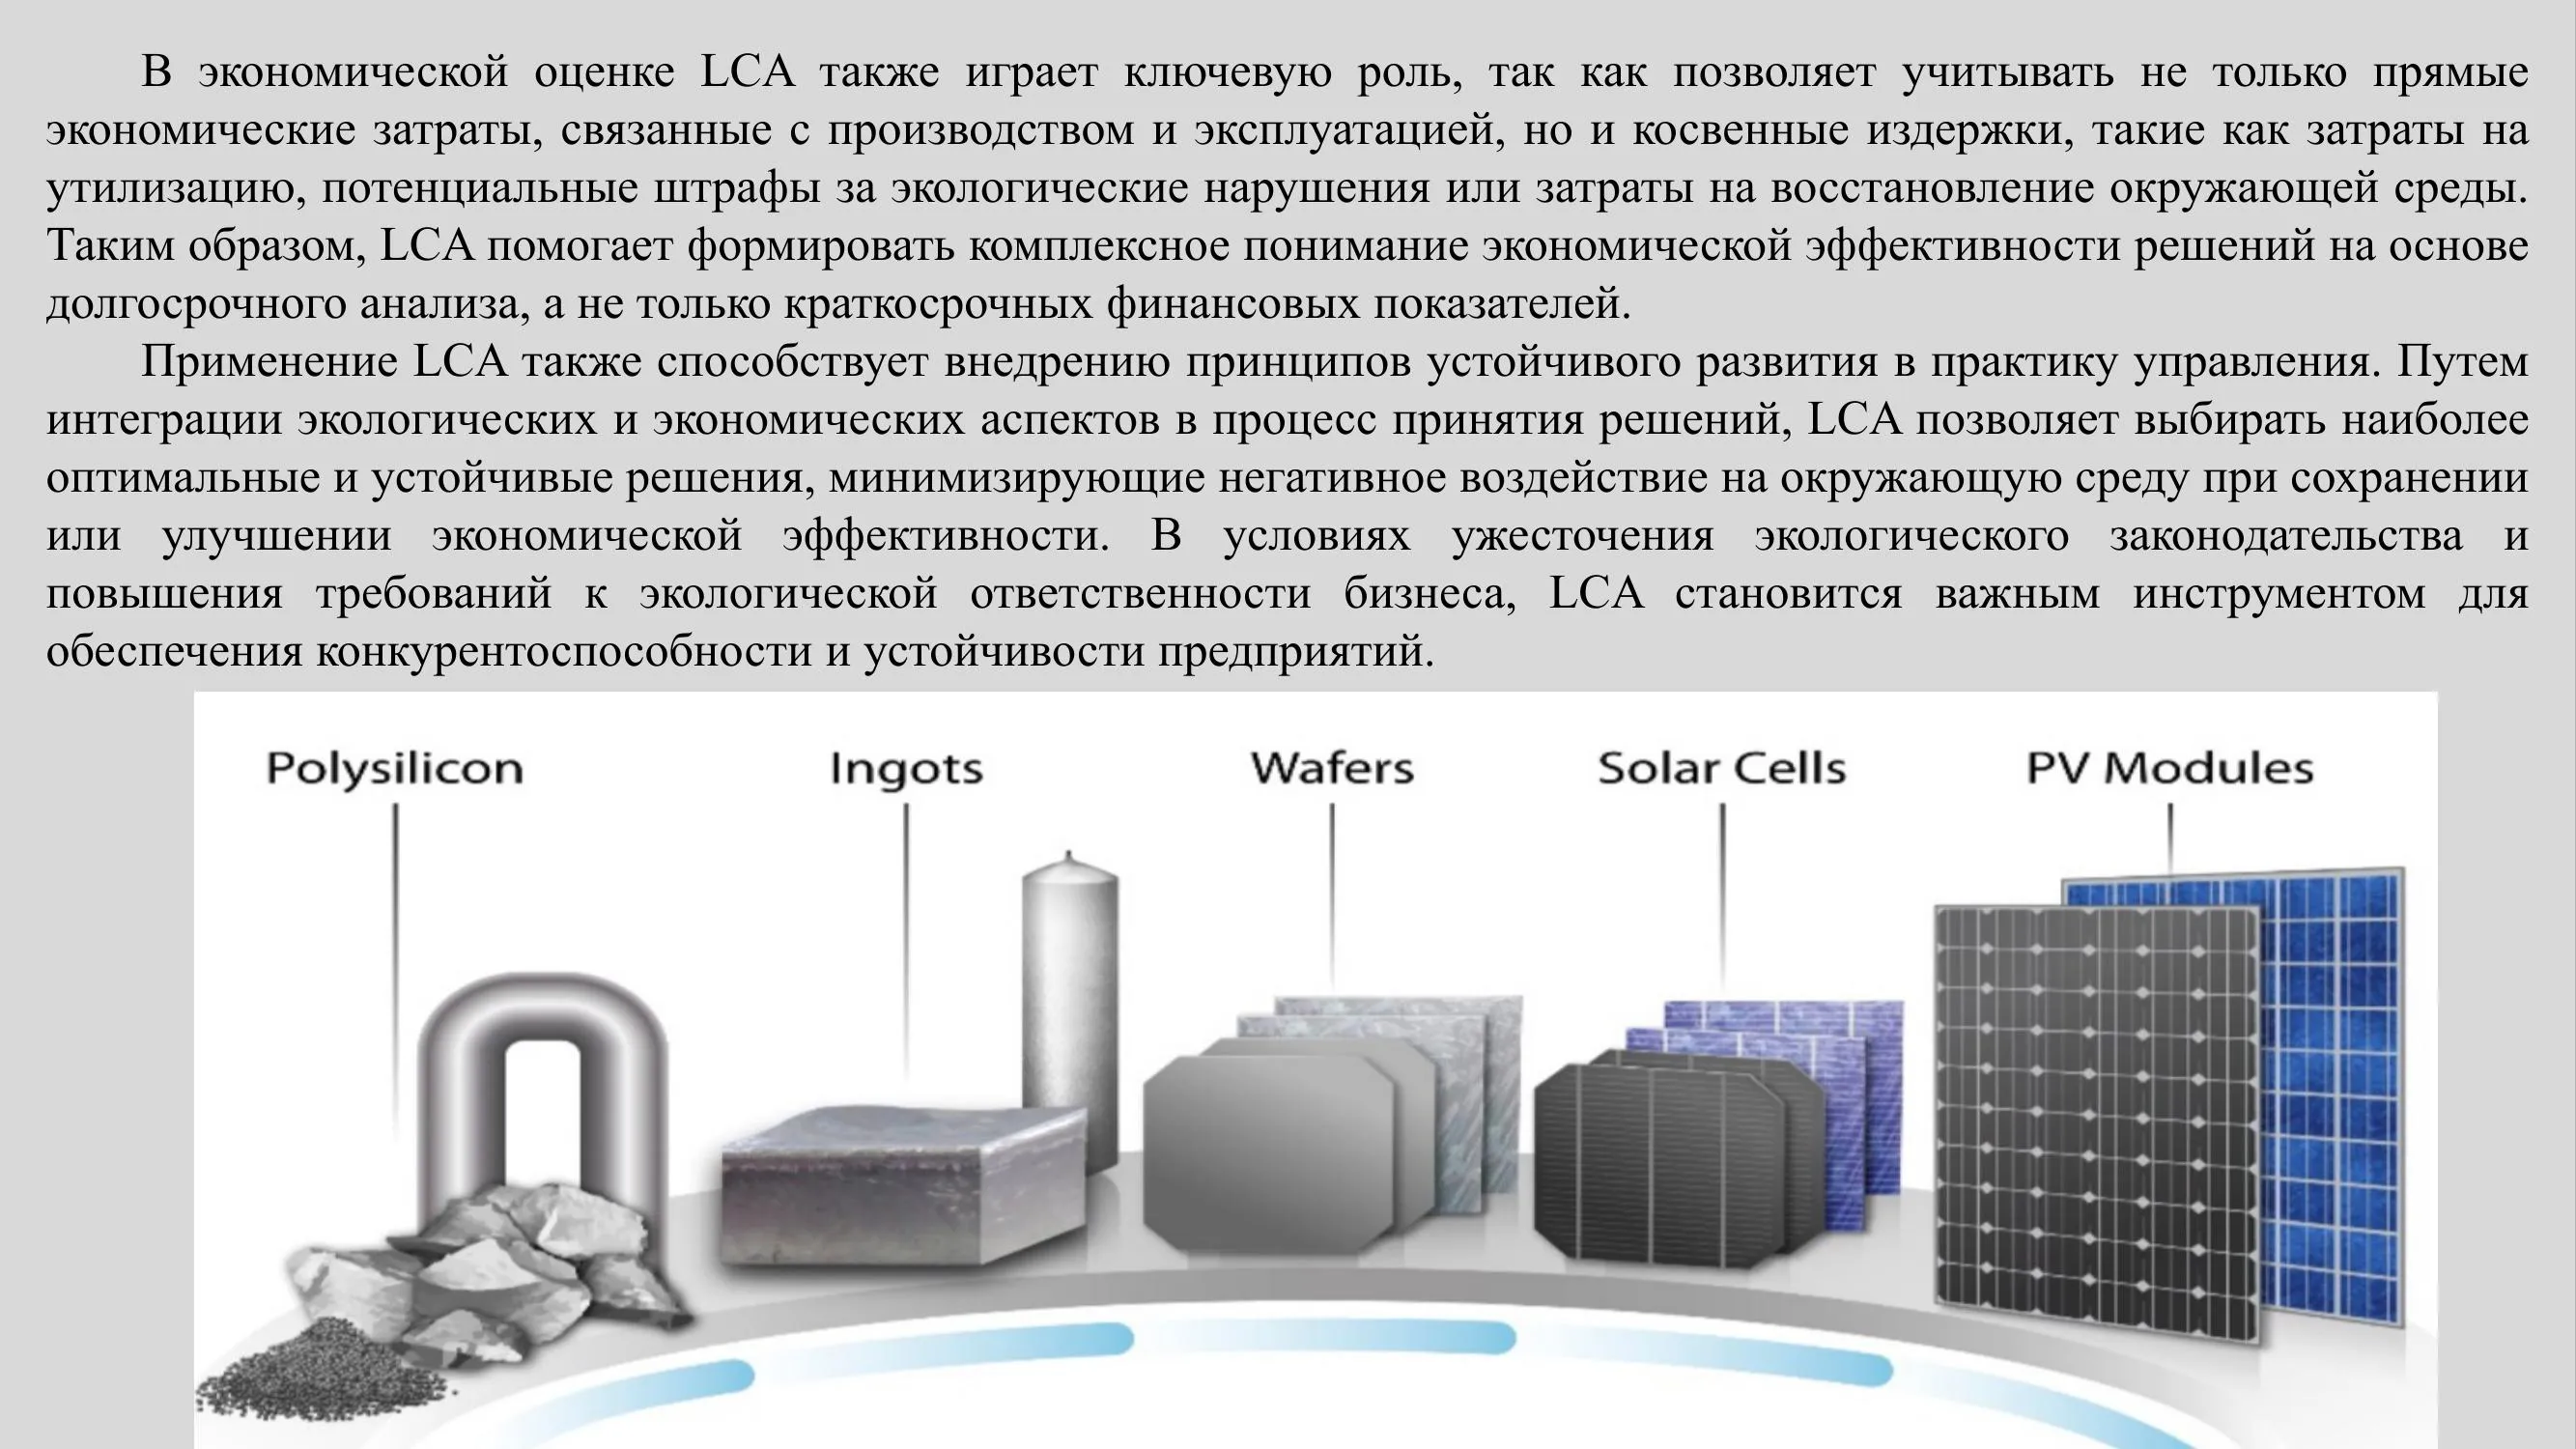 В экономической оценке LCA также играет ключевую роль, так как позволяет учитывать не только прямые
экономические затраты, связанные с производством и эксплуатацией, но и косвенные издержки, такие как затраты на
утилизацию, потенциальные штрафы за экологические нарушения или затраты на восстановление окружающей среды.
Таким образом, LCA помогает формировать комплексное понимание экономической эффективности решений на основе
долгосрочного анализа, а не только краткосрочных финансовых показателей.
Применение LCA также способствует внедрению принципов устойчивого развития в практику управления. Путем
интеграции экологических и экономических аспектов в процесс принятия решений, LCA позволяет выбирать наиболее
оптимальные и устойчивые решения, минимизирующие негативное воздействие на окружающую среду при сохранении
или улучшении экономической эффективности. В условиях ужесточения экологического законодательства и
повышения требований к экологической ответственности бизнеса, LCA становится важным инструментом для
обеспечения конкурентоспособности и устойчивости предприятий.
Polysilicon
Ingots
Wafers
Solar Cells
PV Modules